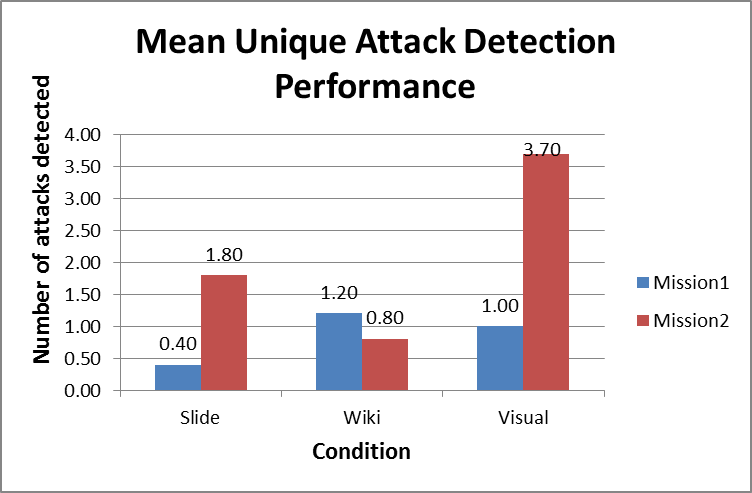 Mean Unique Attack Detection
Performance
Number of attacks detected
4.00
3.50
3.00
2.50
2.00
1.50
1.00
0.50
0.00
0.40
1.80
1.20
0.80
1.00
3.70
Slide
Wiki
Visual
Condition
Mission1
Mission2